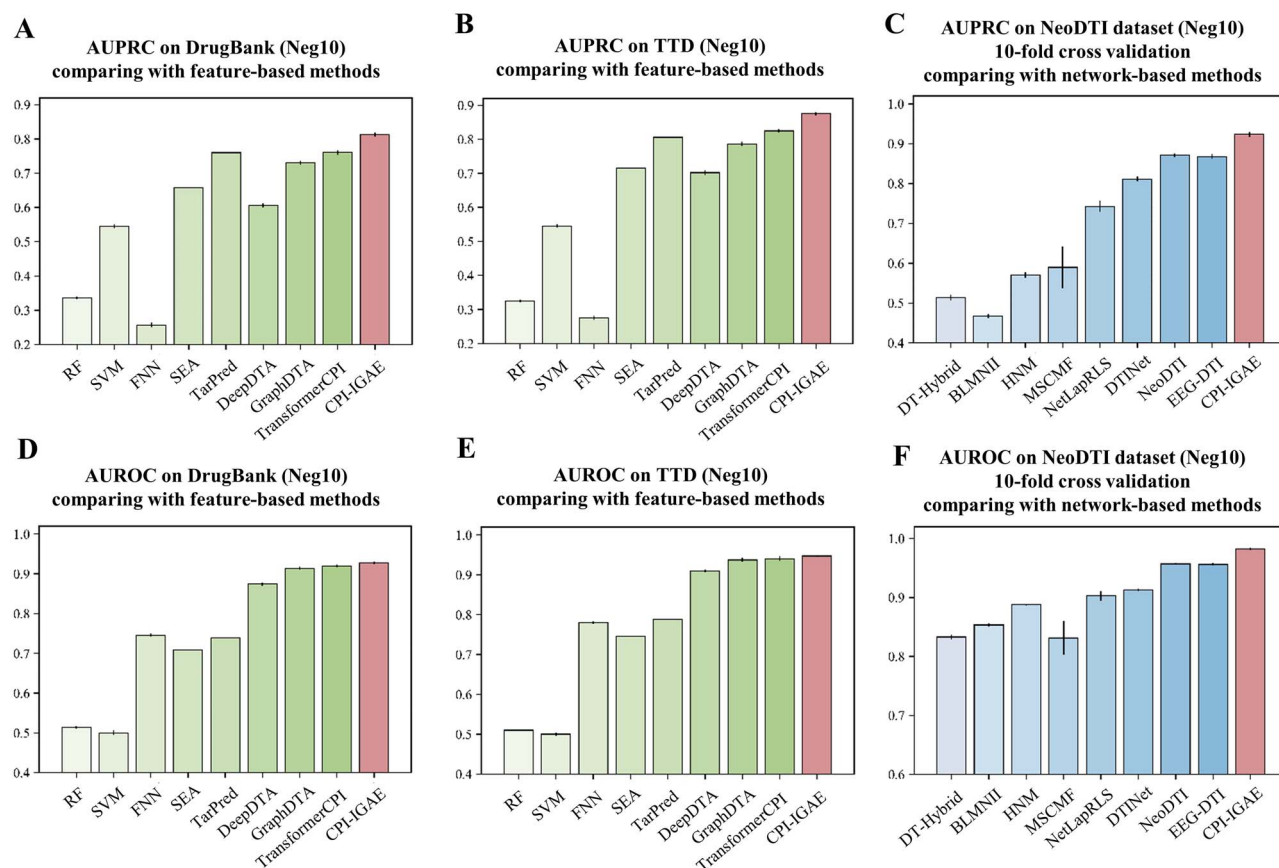 A
AUPRC on DrugBank (Neg10)
comparing with feature-based methods
0.9
0.8
0.7
0.6
0.5
0.4
0.3
0.2
RF
SVM
FNN
SEA
TarPred
DeepDTA
GraphDTA
TransformerCPI
CPI-IGAE
B
AUPRC on TTD (Neg10)
comparing with feature-based methods
0.9
0.8
0.7
0.6
0.5
0.4
0.3
0.2
RF
SVM
FNN
SEA
TarPred
DeepDTA
GraphDTA
TransformerCPI
CPI-IGAE
C
AUPRC on NeoDTI dataset (Neg10)
10-fold cross validation
comparing with network-based methods
1.0
0.9
0.8
0.7
0.6
0.5
0.4
DT-Hybrid
BLMNII
HNM
MSCMF
NetLapRLS
DTINet
NeoDTI
EEG-DTI
CPI-IGAE
D
AUROC on DrugBank (Neg10)
comparing with feature-based methods
1.0
0.9
0.8
0.7
0.6
0.5
0.4
RF
SVM
FNN
SEA
TarPred
DeepDTA
GraphDTA
TransformerCPI
CPI-IGAE
E
AUROC on TTD (Neg10)
comparing with feature-based methods
1.0
0.9
0.8
0.7
0.6
0.5
0.4
RF
SVM
FNN
SEA
TarPred
DeepDTA
GraphDTA
TransformerCPI
CPI-IGAE
F
AUROC on NeoDTI dataset (Neg10)
10-fold cross validation
comparing with network-based methods
1.0
0.9
0.8
0.7
0.6
DT-Hybrid
BLMNII
HNM
MSCMF
NetLapRLS
DTINet
NeoDTI
EEG-DTI
CPI-IGAE